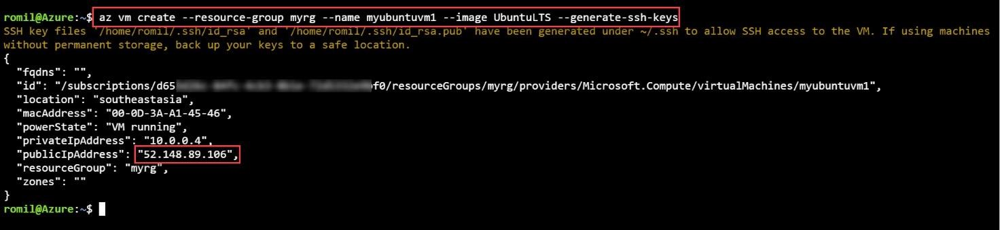 romil@Azure:~$ az vm create --resource-group myrg --name myubuntuvm1 --image UbuntuLTS --generate-ssh-keys
SSH key files '/home/romil/.ssh/id_rsa' and '/home/romil/.ssh/id_rsa.pub' have been generated under ~/.ssh to allow SSH access to the VM. If using machines
without permanent storage, back up your keys to a safe location.
{
  "fqdns": "",
  "id": "/subscriptions/d65 f0/resourceGroups/myrg/providers/Microsoft.Compute/virtualMachines/myubuntuvm1",
  "location": "southeastasia",
  "macAddress": "00-0D-3A-A1-45-46",
  "powerState": "VM running",
  "privateIpAddress": "10.0.0.4",
  "publicIpAddress": "52.148.89.106",
  "resourceGroup": "myrg",
  "zones": ""
}
romil@Azure:~$